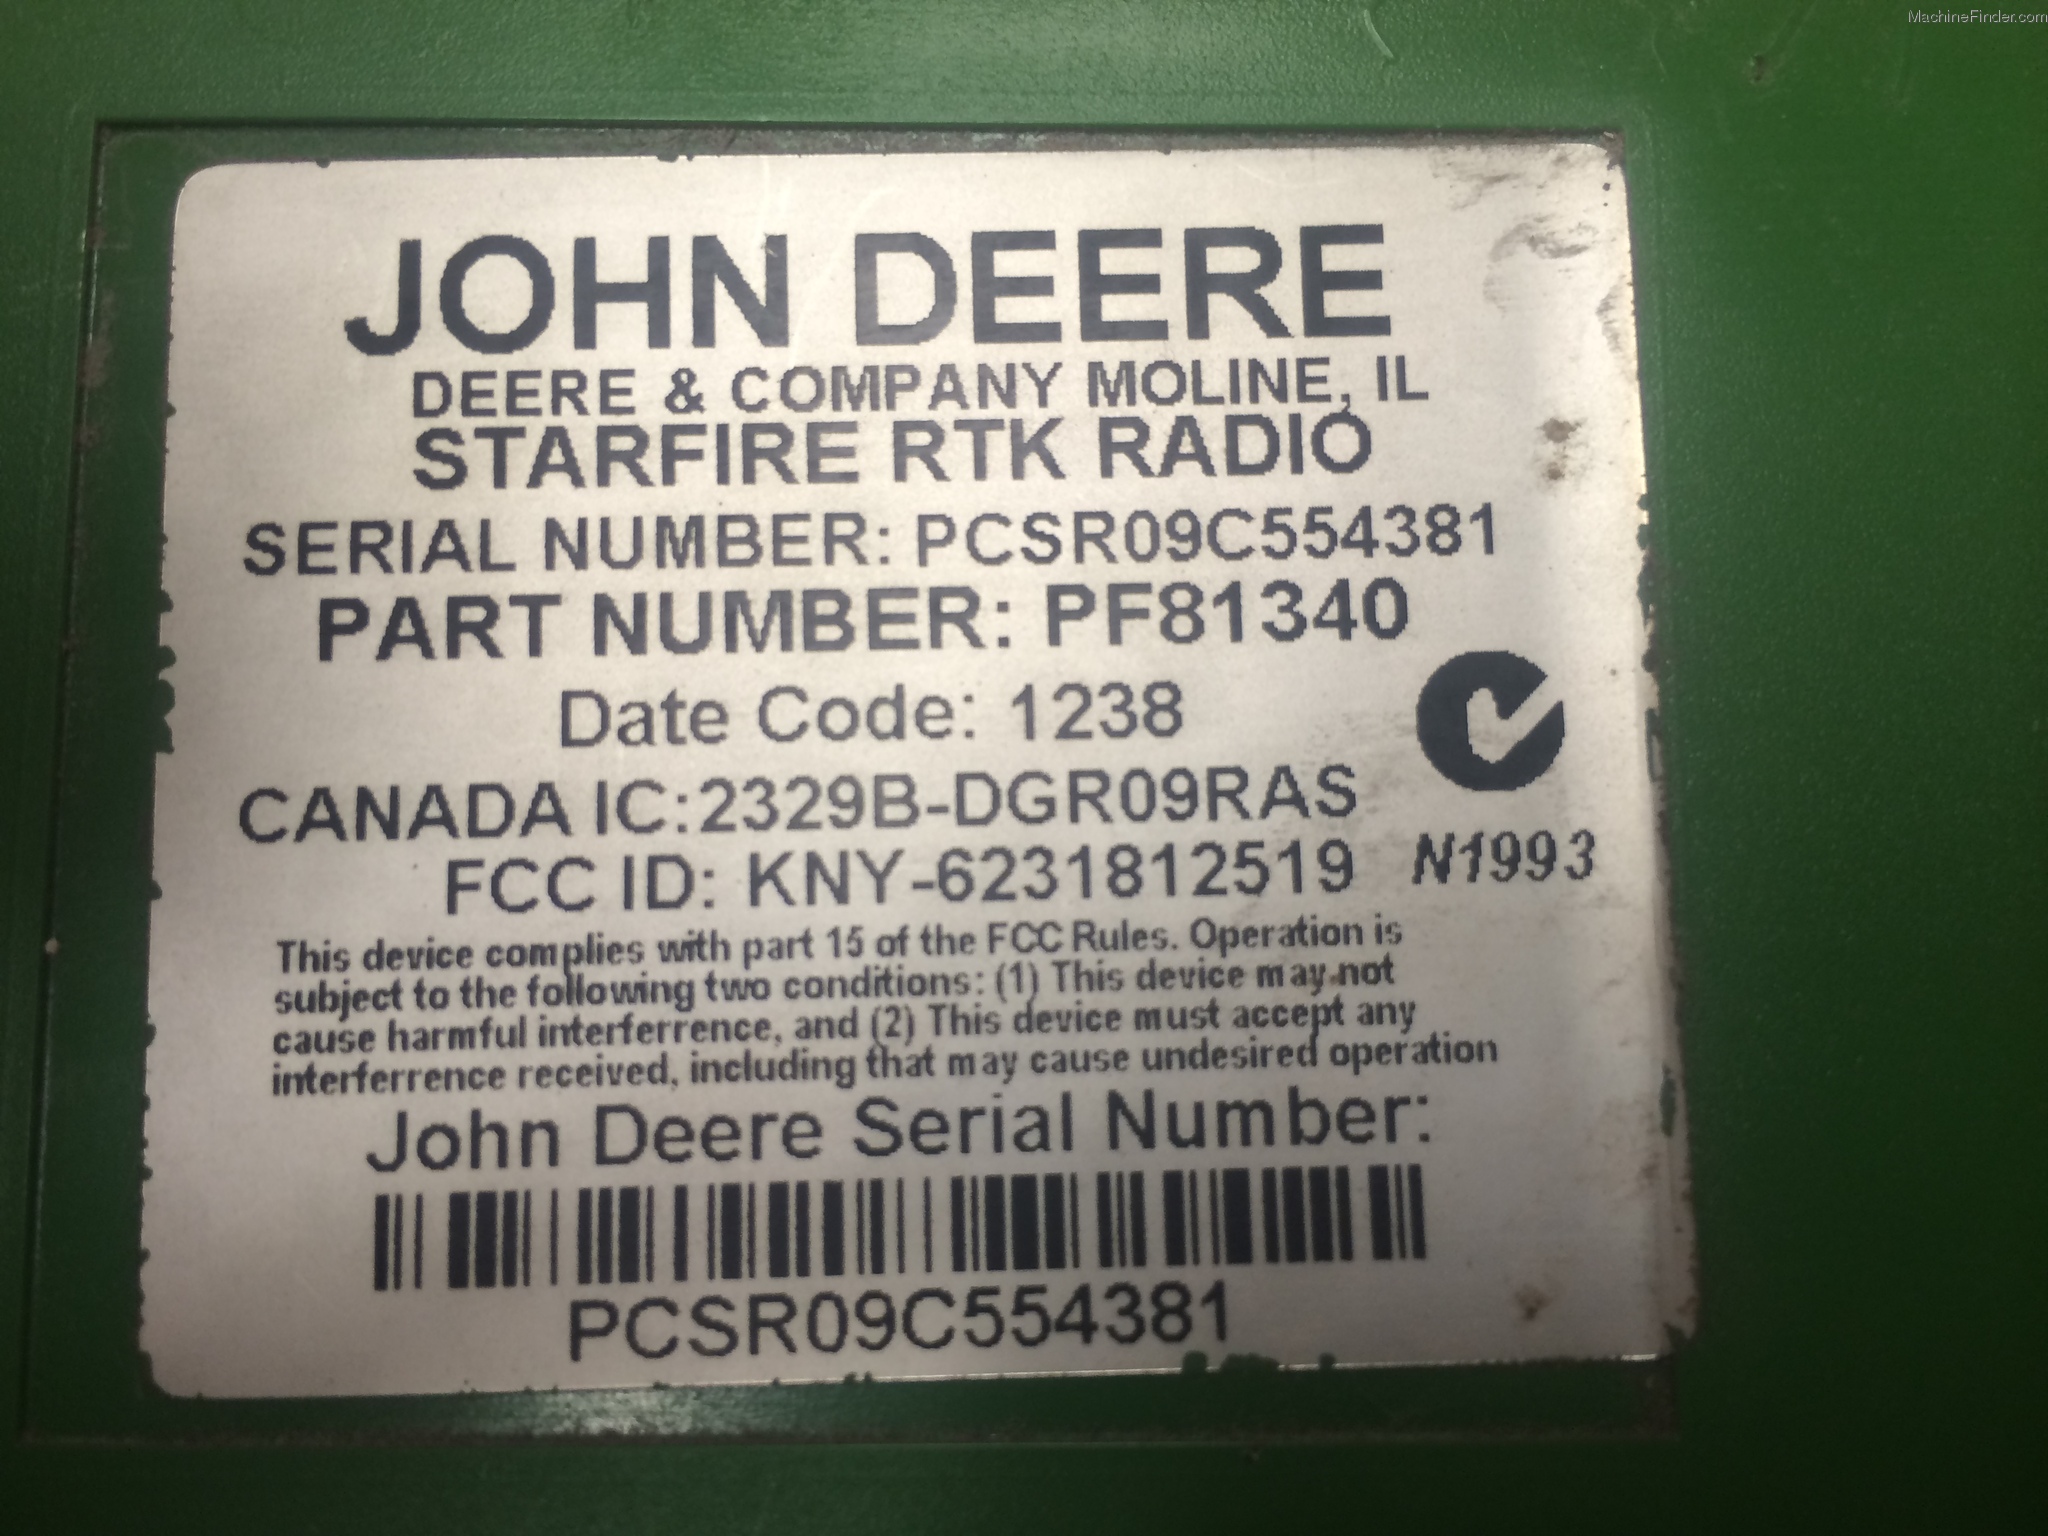 MachineFinder.com
JOHN DEERE
DEERE & COMPANY MOLINE, IL
STARFIRE RTK RADIO
SERIAL NUMBER: PCSR09C554381
PART NUMBER: PF81340
Date Code: 1238
CANADA IC:2329B-DGR09RAS
FCC ID: KNY-6231812519
N1993
This device complies with part 15 of the FCC Rules. Operation is
subject to the following two conditions: (1) This device may not
cause harmful interferrence, and (2) This device must accept any
interferrence received, including that may cause undesired operation
John Deere Serial Number:
PCSR09C554381